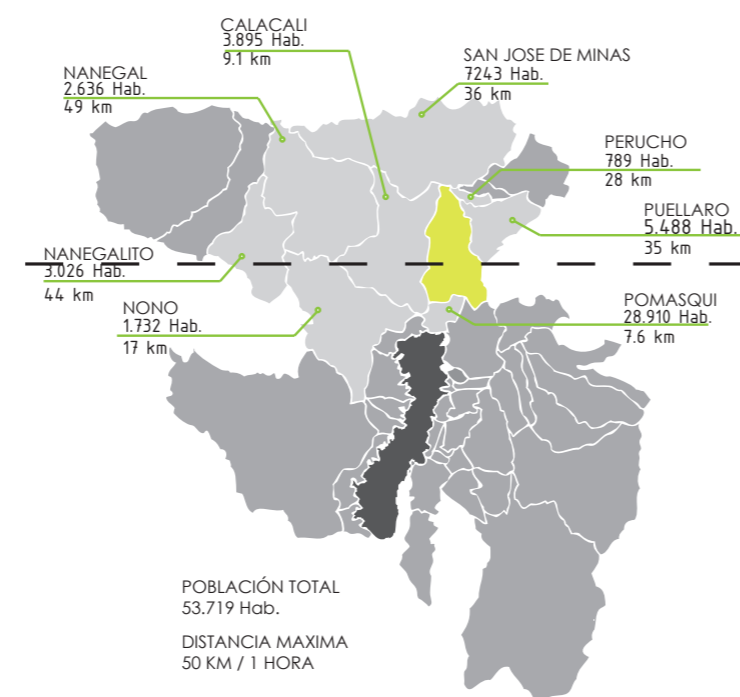 CALACALI
3.895 Hab.
9.1 km
SAN JOSE DE MINAS
7243 Hab.
36 km
NANEGAL
2.636 Hab.
49 km
PERUCHO
789 Hab.
28 km
PUELLARO
5.488 Hab.
35 km
NANEGALITO
3.026 Hab.
44 km
NONO
1.732 Hab.
17 km
POMASQUI
28.910 Hab.
7.6 km
POBLACIÓN TOTAL
53.719 Hab.
DISTANCIA MAXIMA
50 KM / 1 HORA